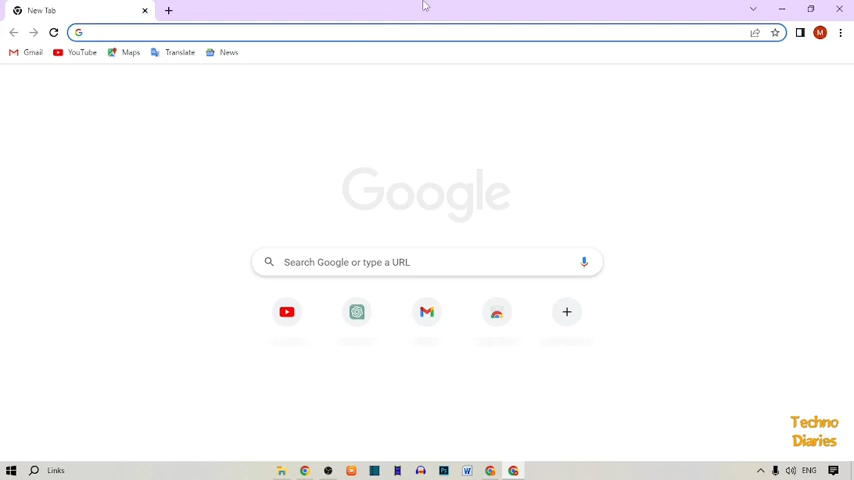 New Tab
Gmail YouTube Maps Translate News
Google
Search Google or type a URL
Techno
Diaries
Links ENG
M